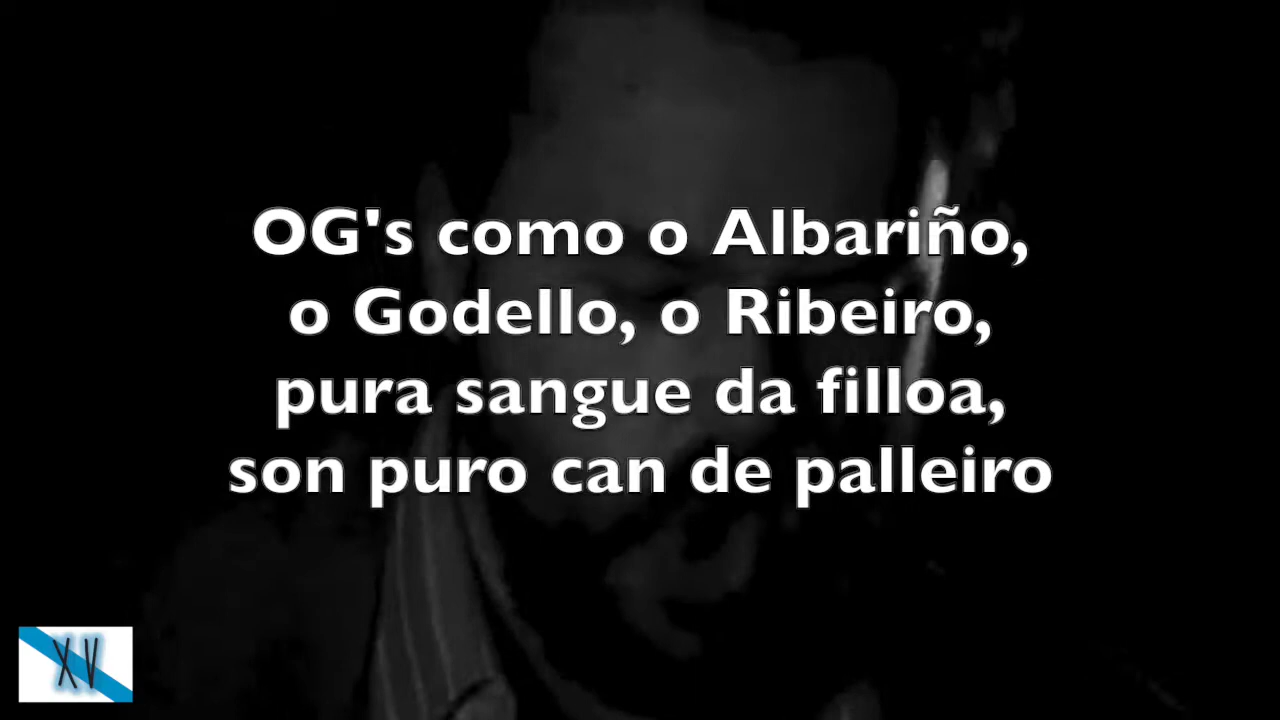 OG's como o Albariño,
o Godello, o Ribeiro,
pura sangue da filloa,
son puro can de palleiro
XV